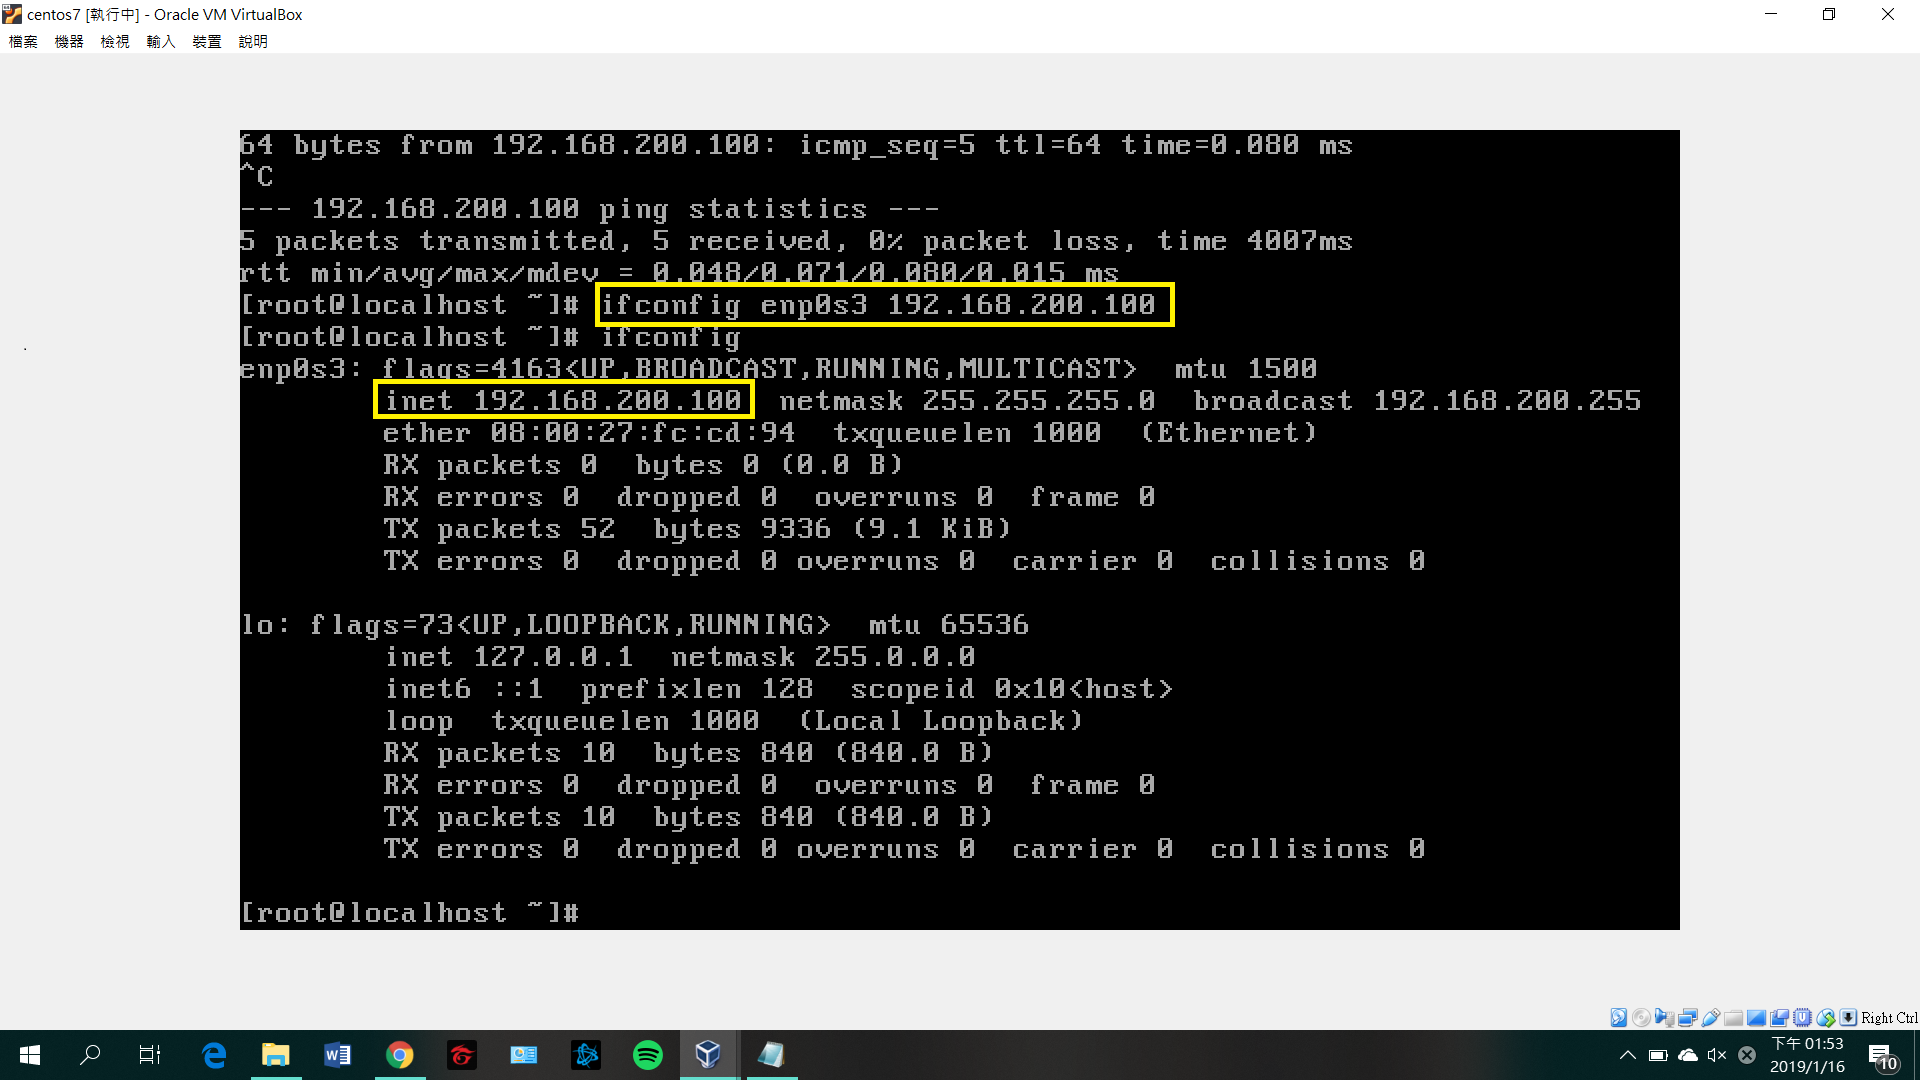 centos7 [執行中] - Oracle VM VirtualBox
檔案 機器 檢視 輸入 裝置 說明
64 bytes from 192.168.200.100: icmp_seq=5 ttl=64 time=0.080 ms
^C
--- 192.168.200.100 ping statistics ---
5 packets transmitted, 5 received, 0% packet loss, time 4007ms
rtt min/avg/max/mdev = 0.048/0.071/0.080/0.015 ms
[root@localhost ~]# ifconfig enp0s3 192.168.200.100
[root@localhost ~]# ifconfig
enp0s3: flags=4163<UP,BROADCAST,RUNNING,MULTICAST>  mtu 1500
        inet 192.168.200.100  netmask 255.255.255.0  broadcast 192.168.200.255
        ether 08:00:27:fc:cd:94  txqueuelen 1000  (Ethernet)
        RX packets 0  bytes 0 (0.0 B)
        RX errors 0  dropped 0  overruns 0  frame 0
        TX packets 52  bytes 9336 (9.1 KiB)
        TX errors 0  dropped 0 overruns 0  carrier 0  collisions 0
lo: flags=73<UP,LOOPBACK,RUNNING>  mtu 65536
        inet 127.0.0.1  netmask 255.0.0.0
        inet6 ::1  prefixlen 128  scopeid 0x10<host>
        loop  txqueuelen 1000  (Local Loopback)
        RX packets 10  bytes 840 (840.0 B)
        RX errors 0  dropped 0  overruns 0  frame 0
        TX packets 10  bytes 840 (840.0 B)
        TX errors 0  dropped 0 overruns 0  carrier 0  collisions 0
[root@localhost ~]#
Right Ctrl
下午 01:53
2019/1/16
10